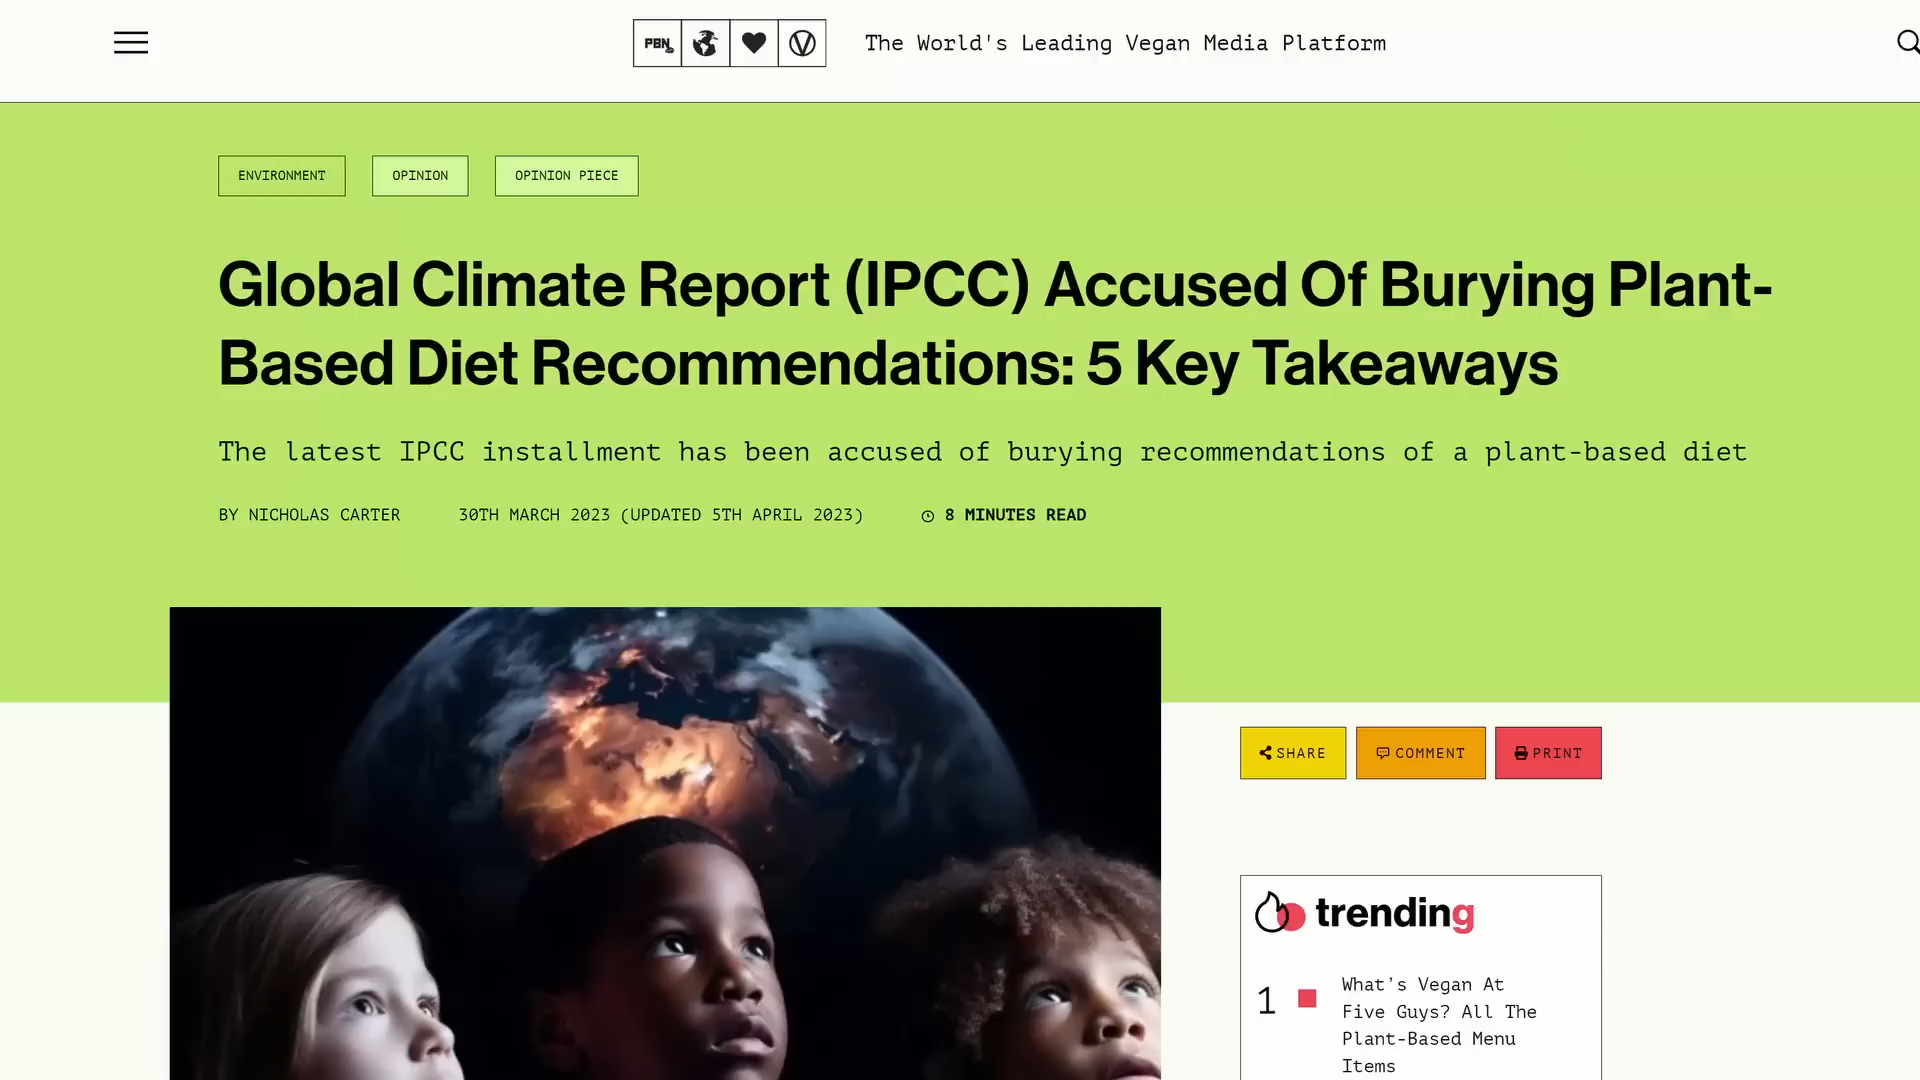 PBN
The World's Leading Vegan Media Platform
ENVIRONMENT
OPINION
OPINION PIECE
Global Climate Report (IPCC) Accused Of Burying Plant-
Based Diet Recommendations: 5 Key Takeaways
The latest IPCC installment has been accused of burying recommendations of a plant-based diet
BY NICHOLAS CARTER
30TH MARCH 2023 (UPDATED 5TH APRIL 2023)
8 MINUTES READ
SHARE
COMMENT
PRINT
trending
1
What’s Vegan At
Five Guys? All The
Plant-Based Menu
Items